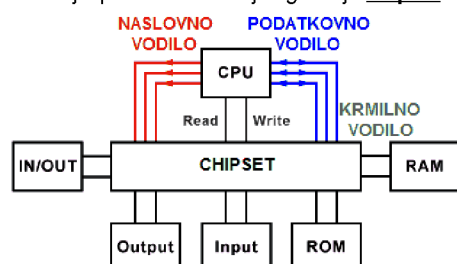 NASLOVNO VODILO
PODATKOVNO VODILO
CPU
Read
Write
KRMILNO VODILO
IN/OUT
CHIPSET
RAM
Output
Input
ROM